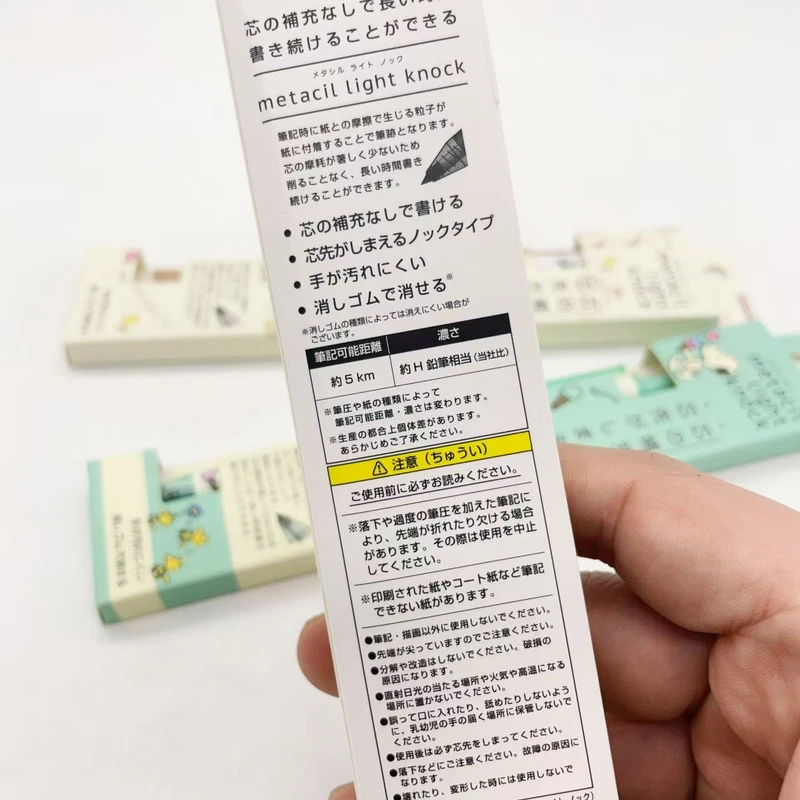 芯の補充なしで長い時
書き続けることができる
メタシル ライト ノック
metacil light knock
筆記時に紙との摩擦で生じる粒子が
紙に付着することで筆跡となります。
芯の摩耗が著しく少ないため
削ることなく、長い時間書き
続けることができます。
● 芯の補充なしで書ける
● 芯先がしまえるノックタイプ
● 手が汚れにくい
● 消しゴムで消せる※
※消しゴムの種類によっては消えにくい場合が
ございます。
筆記可能距離 濃さ
約5km 約H鉛筆相当(当社比)
※筆圧や紙の種類によって
筆記可能距離・濃さは変わります。
※生産の都合上個体差があります。
あらかじめご了承ください。
⚠ 注意(ちゅうい)
ご使用前に必ずお読みください。
※落下や過度の筆圧を加えた筆記に
より、先端が折れたり欠ける場合
があります。その際は使用を中止
してください。
※印刷された紙やコート紙など筆記
できない紙があります。
●筆記・描画以外に使用しないでください。
●先端が尖っていますのでご注意ください。
●分解や改造はしないでください。破損の
原因になります。
●直射日光の当たる場所や火気や高温になる
場所に置かないでください。
●誤って口に入れたり、舐めたりしないよう
に、乳幼児の手の届く場所に保管しないで
ください。
●使用後は必ず芯先をしまってください。
●落下などにご注意ください。故障の原因に
なります。
●壊れたり、変形した時には使用しないで